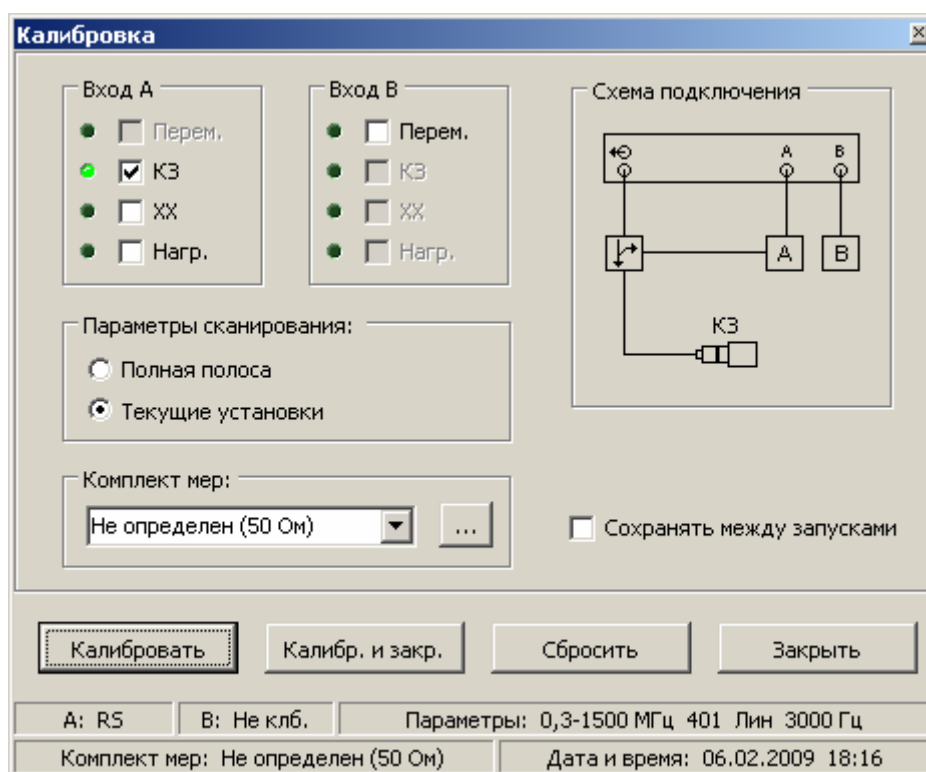 Калибровка
Вход A
Перем.
КЗ
ХХ
Нагр.
Вход B
Перем.
КЗ
ХХ
Нагр.
Схема подключения
A B
A B
КЗ
Параметры сканирования:
Полная полоса
Текущие установки
Комплект мер:
Не определен (50 Ом)
...
Сохранять между запусками
Калибровать
Калибр. и закр.
Сбросить
Закрыть
A: RS
B: Не клб.
Параметры: 0,3-1500 МГц 401 Лин 3000 Гц
Комплект мер: Не определен (50 Ом)
Дата и время: 06.02.2009 18:16